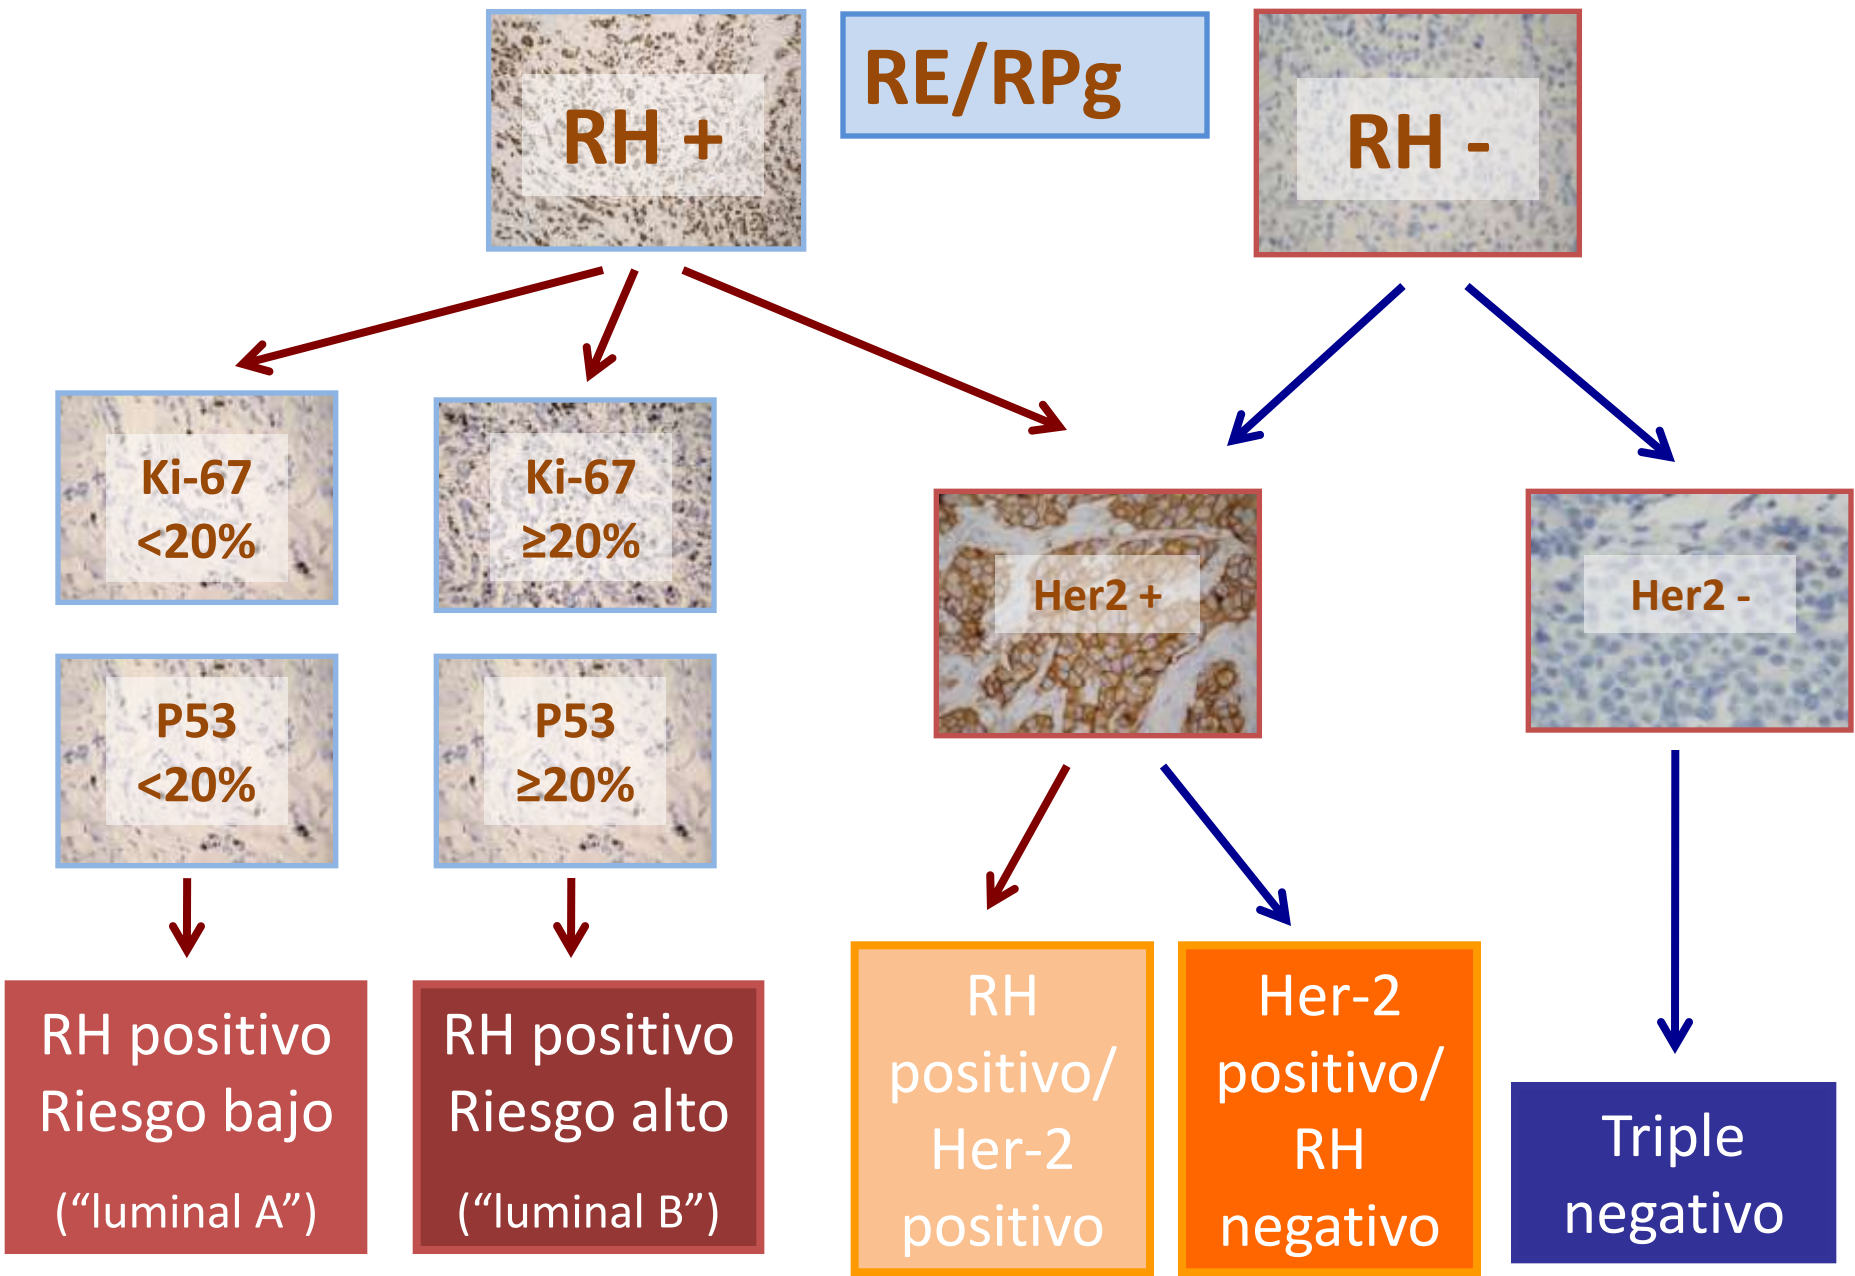 RH +
RE/RPg
RH -
Ki-67
<20%
Ki-67
≥20%
Her2 +
Her2 -
P53
<20%
P53
≥20%
RH positivo
Riesgo bajo
(“luminal A”)
RH positivo
Riesgo alto
(“luminal B”)
RH
positivo/
Her-2
positivo
Her-2
positivo/
RH
negativo
Triple
negativo